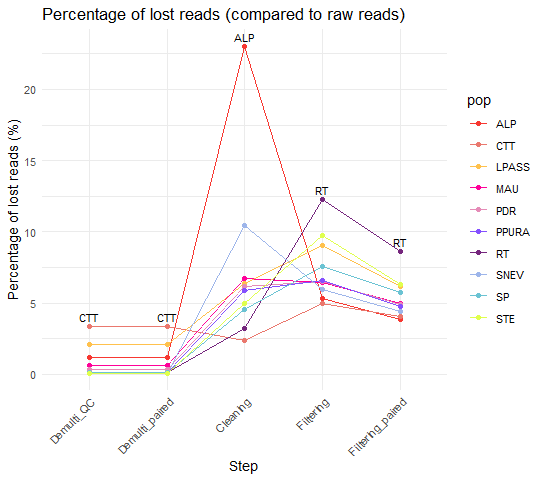 Percentage of lost reads (compared to raw reads)
Percentage of lost reads (%)
20
15
10
5
0
ALP
RT
RT
CTT
CTT
Demulti_QC
Demulti_paired
Cleaning
Filtering
Filtering_paired
Step
pop
ALP
CTT
LPASS
MAU
PDR
PPURA
RT
SNEV
SP
STE